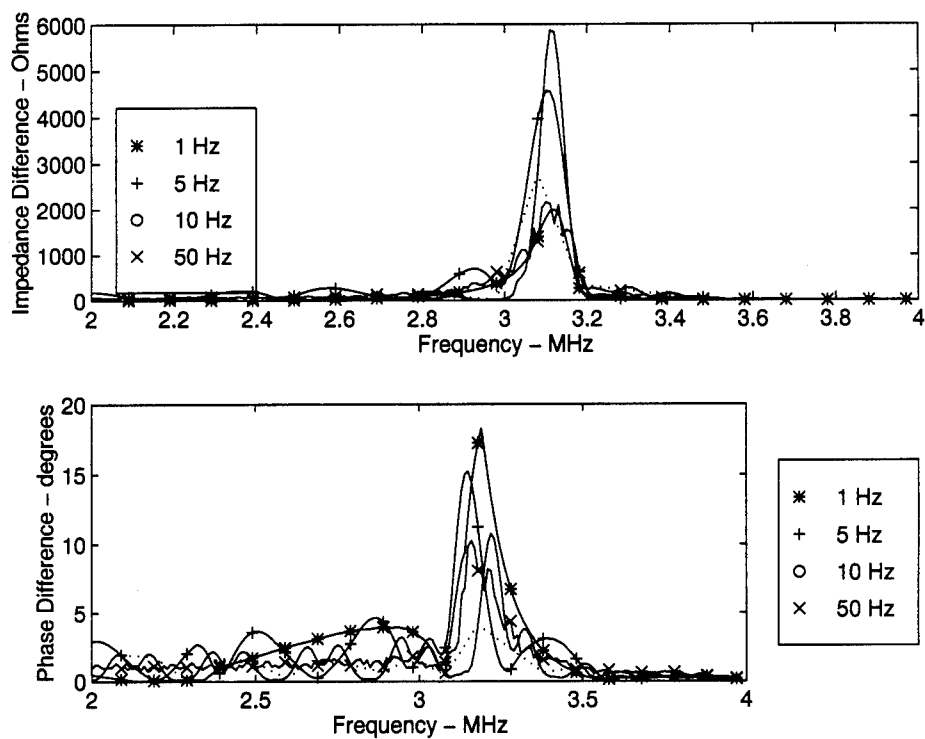 Impedance Difference – Ohms
6000
5000
4000
3000
2000
1000
0
1 Hz
5 Hz
10 Hz
50 Hz
2 2.2 2.4 2.6 2.8 3 3.2 3.4 3.6 3.8 4
Frequency – MHz
Phase Difference – degrees
20
15
10
5
0
2 2.5 3 3.5 4
Frequency – MHz
1 Hz
5 Hz
10 Hz
50 Hz